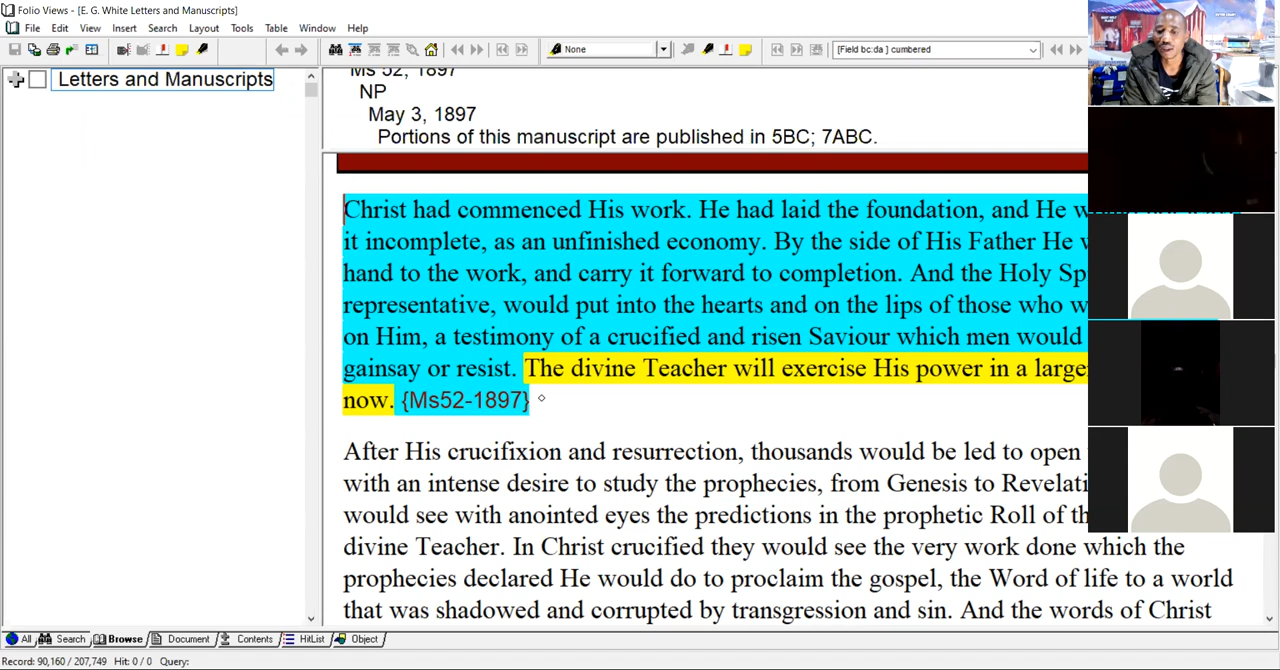 Folio Views - [E. G. White Letters and Manuscripts]
File Edit View Insert Search Layout Tools Table Window Help
None
[Field bc:da ] cumbered
Letters and Manuscripts
Ms 52, 1897
NP
May 3, 1897
Portions of this manuscript are published in 5BC; 7ABC.
Christ had commenced His work. He had laid the foundation, and He
it incomplete, as an unfinished economy. By the side of His Father He
hand to the work, and carry it forward to completion. And the Holy
representative, would put into the hearts and on the lips of those who
on Him, a testimony of a crucified and risen Saviour which men would
gainsay or resist. The divine Teacher will exercise His power in a
now. {Ms52-1897}
After His crucifixion and resurrection, thousands would be led to open
with an intense desire to study the prophecies, from Genesis to
would see with anointed eyes the predictions in the prophetic Roll of
divine Teacher. In Christ crucified they would see the very work done which the
prophecies declared He would do to proclaim the gospel, the Word of life to a world
that was shadowed and corrupted by transgression and sin. And the words of Christ
All Search Browse Document Contents HitList Object
Record: 90,160 / 207,749 Hit: 0 / 0 Query: